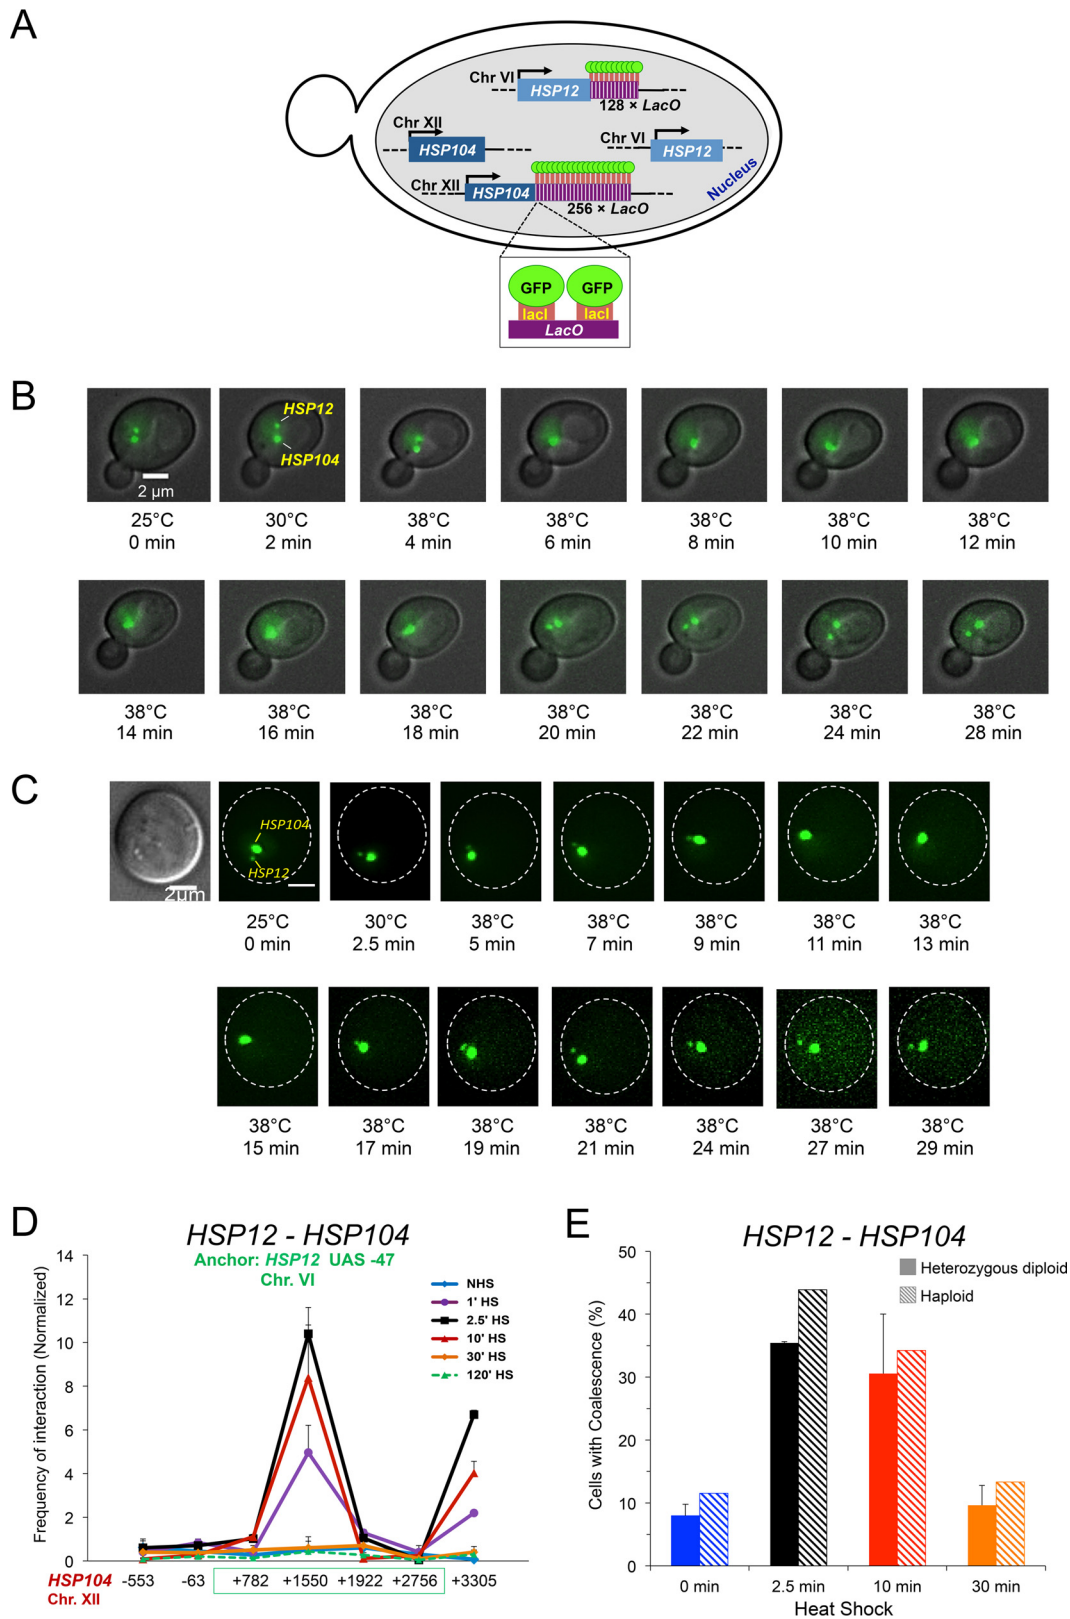 A
Chr VI
HSP12
128 × LacO
Chr XII
HSP104
Chr VI
HSP12
Chr XII
HSP104
256 × LacO
Nucleus
GFP GFP
lacI lacI
LacO
B
HSP12
HSP104
2 μm
25°C 30°C 38°C 38°C 38°C 38°C 38°C
0 min 2 min 4 min 6 min 8 min 10 min 12 min
38°C 38°C 38°C 38°C 38°C 38°C 38°C
14 min 16 min 18 min 20 min 22 min 24 min 28 min
C
HSP104
HSP12
2μm
25°C 30°C 38°C 38°C 38°C 38°C 38°C
0 min 2.5 min 5 min 7 min 9 min 11 min 13 min
38°C 38°C 38°C 38°C 38°C 38°C 38°C
15 min 17 min 19 min 21 min 24 min 27 min 29 min
D
HSP12 - HSP104
Anchor: HSP12 UAS -47
Chr. VI
Frequency of interaction (Normalized)
14
12
10
8
6
4
2
0
NHS
1' HS
2.5' HS
10' HS
30' HS
120' HS
HSP104
Chr. XII
-553 -63 +782 +1550 +1922 +2756 +3305
E
HSP12 - HSP104
Cells with Coalescence (%)
50
40
30
20
10
0
Heterozygous diploid
Haploid
0 min 2.5 min 10 min 30 min
Heat Shock